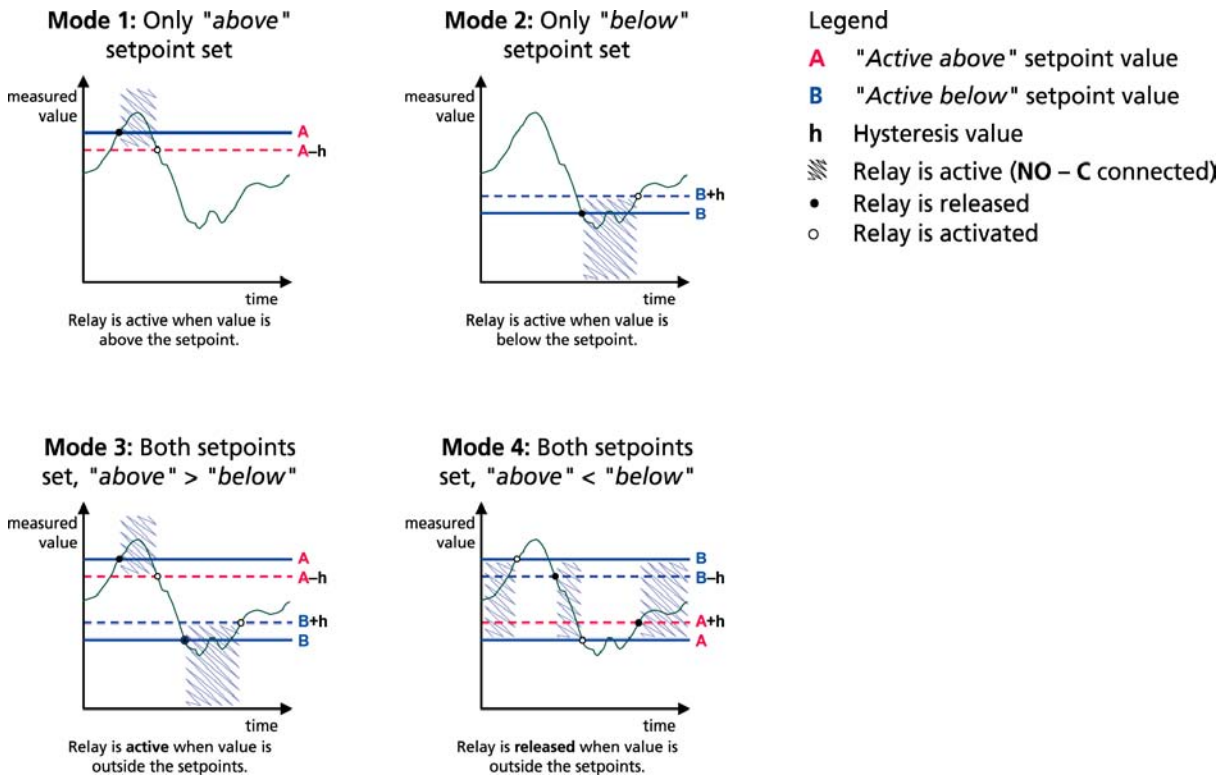 Mode 1: Only "above"
setpoint set
measured
value
A
A–h
time
Relay is active when value is
above the setpoint.
Mode 2: Only "below"
setpoint set
measured
value
B+h
B
time
Relay is active when value is
below the setpoint.
Legend
A "Active above" setpoint value
B "Active below" setpoint value
h Hysteresis value
Relay is active (NO – C connected)
Relay is released
Relay is activated
Mode 3: Both setpoints
set, "above" > "below"
measured
value
A
A–h
B+h
B
time
Relay is active when value is
outside the setpoints.
Mode 4: Both setpoints
set, "above" < "below"
measured
value
B
B–h
A+h
A
time
Relay is released when value is
outside the setpoints.